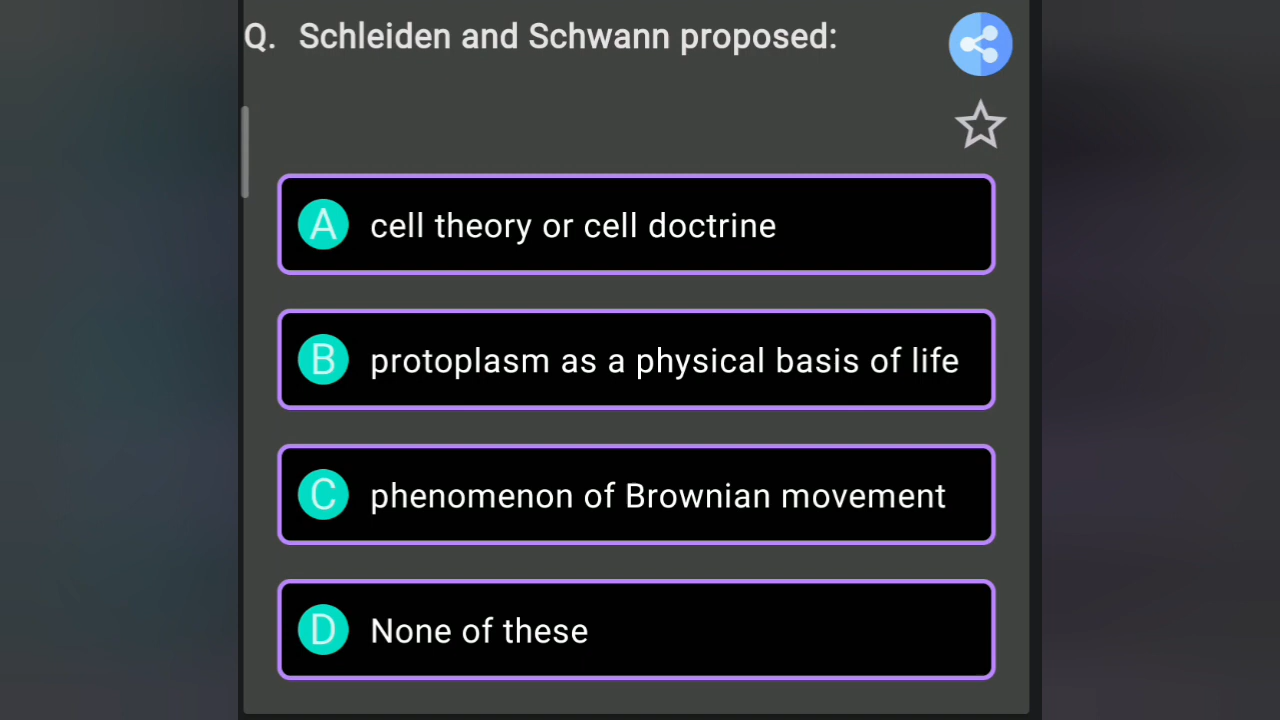 Q. Schleiden and Schwann proposed:
A cell theory or cell doctrine
B protoplasm as a physical basis of life
C phenomenon of Brownian movement
D None of these